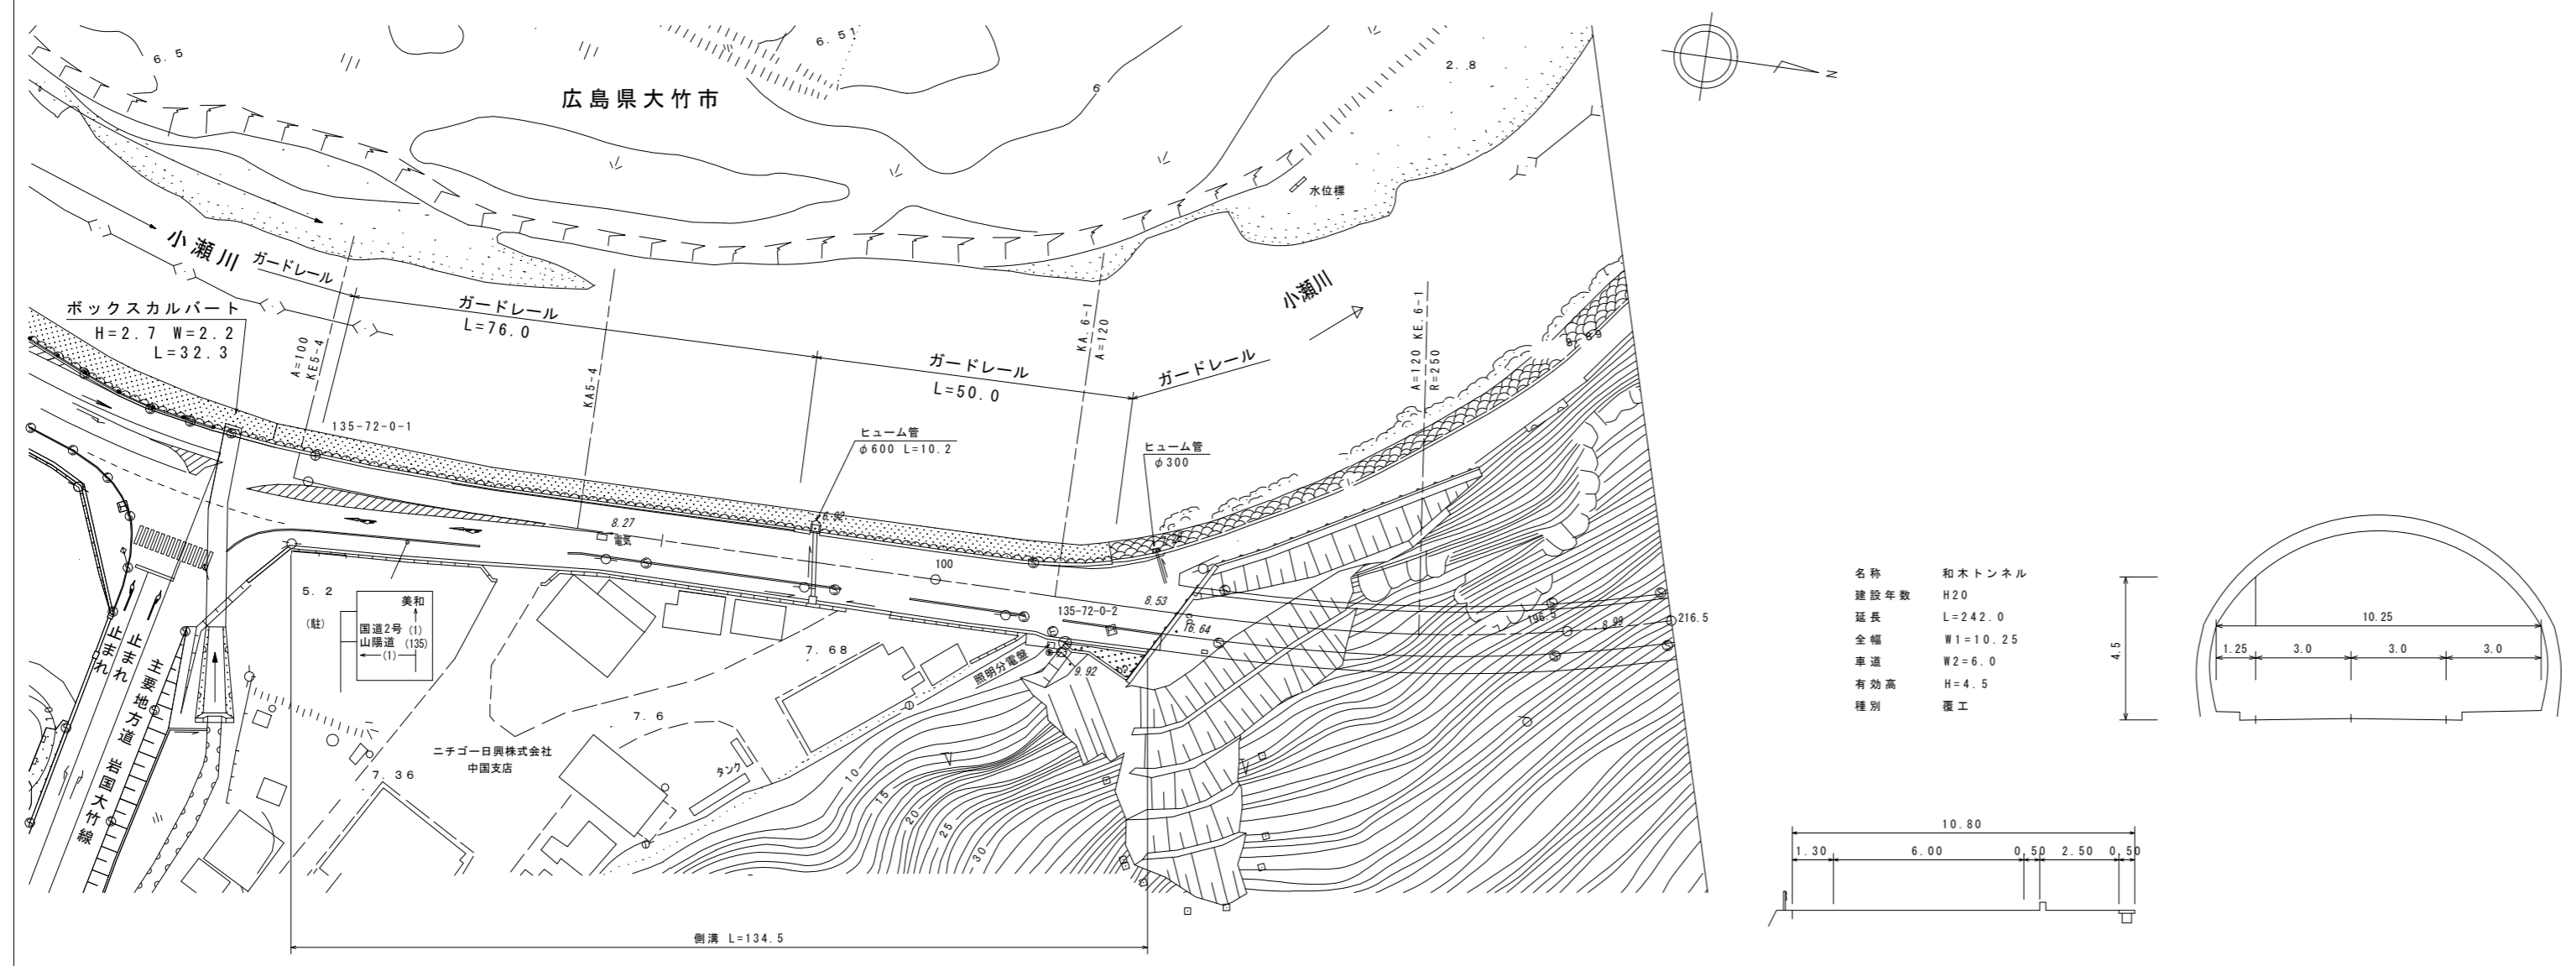 6.5
6.51
広島県大竹市
6
2.8
N
水位標
小瀬川
ガードレール
小瀬川
ボックスカルバート
H=2.7 W=2.2
L=32.3
ガードレール
L=76.0
A=100
KE5-4
KA5-4
ガードレール
L=50.0
KA.6-1
A=120
ガードレール
A=120 KE.6-1
R=250
135-72-0-1
ヒューム管
φ600 L=10.2
ヒューム管
φ300
6.92
8.27
電気
100
8.53
135-72-0-2
16.64
196.5
8.99
216.5
5.2
(駐)
美和
国道2号 (1)
山陽道 (135)
(1)
止まれ
止まれ
主要地方道 岩国大竹線
7.68
照明分電盤
9.92
7.6
ニチゴー日興株式会社
中国支店
タンク
7.36
10
15
20
25
30
側溝 L=134.5
名称 和木トンネル
建設年数 H20
延長 L=242.0
全幅 W1=10.25
車道 W2=6.0
有効高 H=4.5
種別 覆工
4.5
10.25
1.25 3.0 3.0 3.0
10.80
1.30 6.00 0.50 2.50 0.50